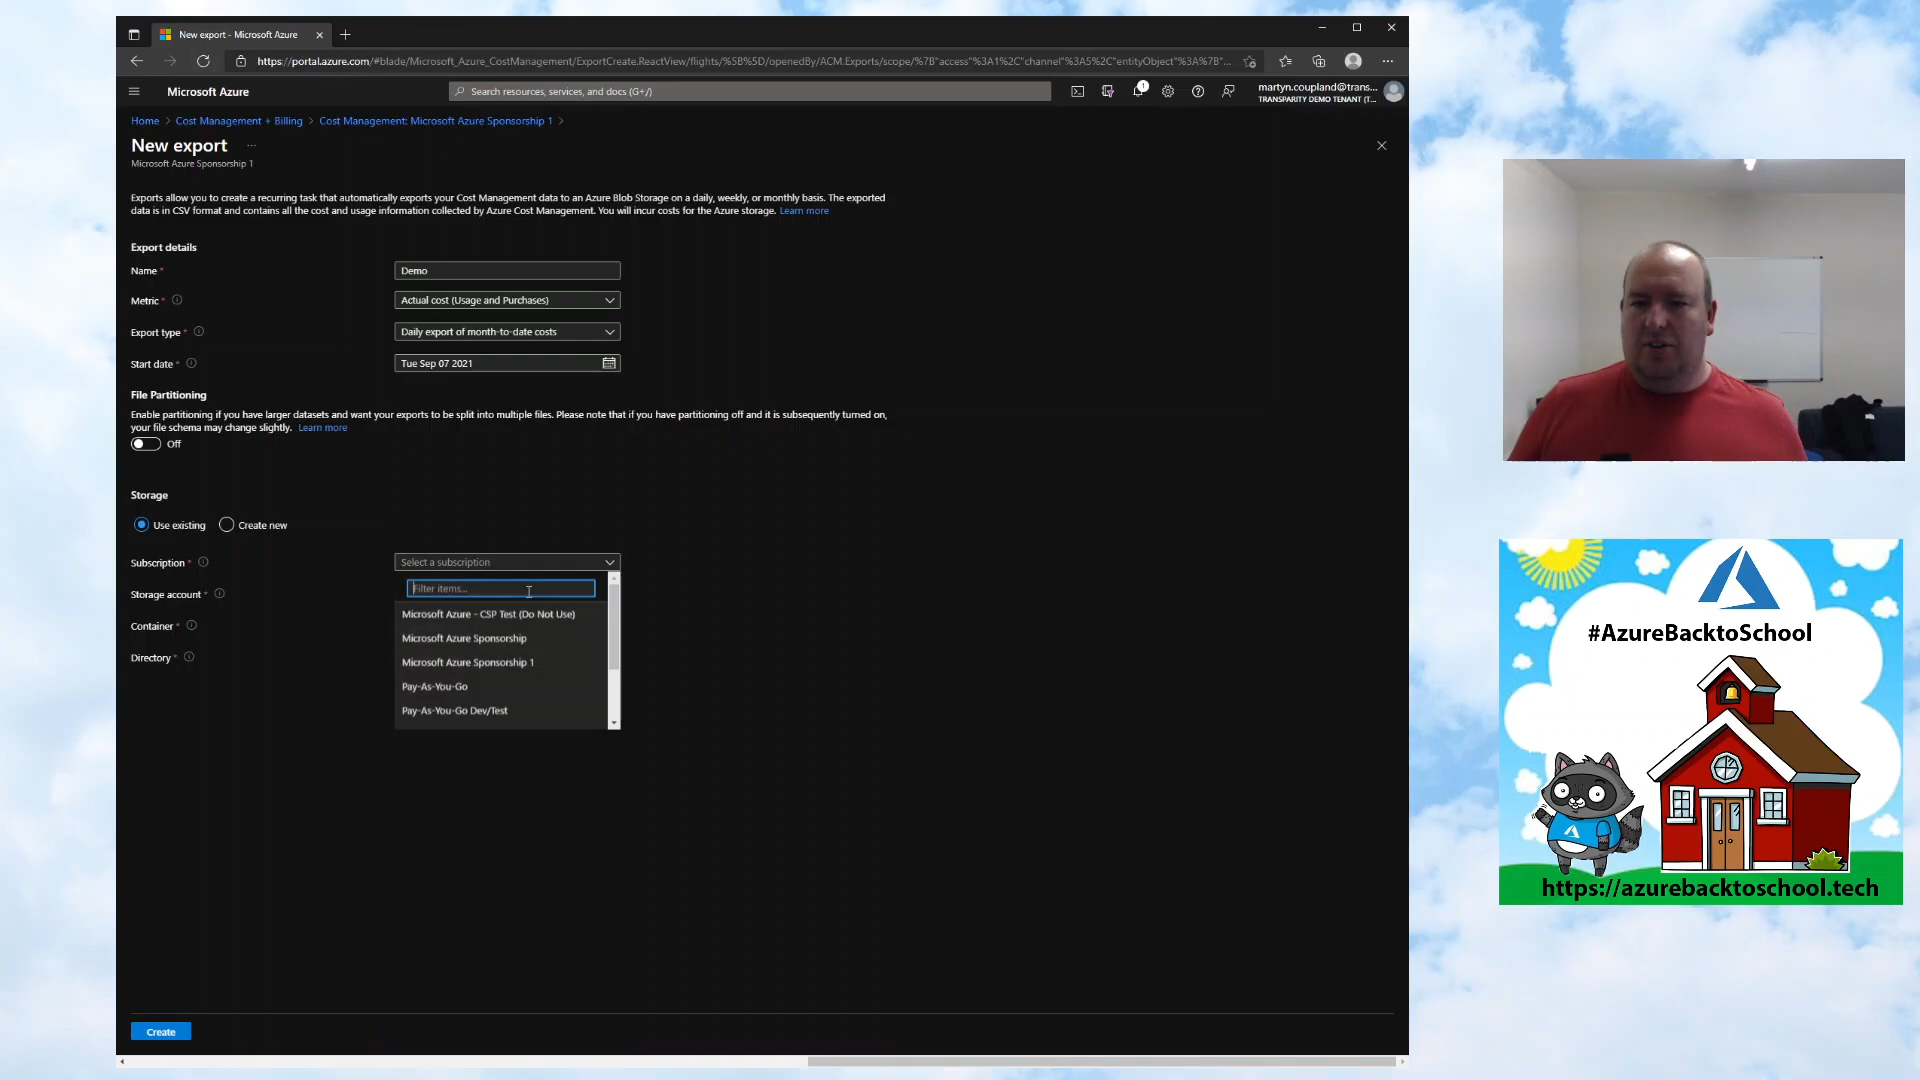 New export - Microsoft Azure
https://portal.azure.com/#blade/Microsoft_Azure_CostManagement/ExportCreate.ReactView/flights/%5B%5D/openedBy/ACM.Exports/scope/%7B"access"%3A1%2C"channel"%3A5%2C"entityObject"%3A%7B"...
Microsoft Azure
Search resources, services, and docs (G+/)
1
martyn.coupland@trans...
TRANSPARITY DEMO TENANT (T...
Home > Cost Management + Billing > Cost Management: Microsoft Azure Sponsorship 1 >
New export ...
Microsoft Azure Sponsorship 1
Exports allow you to create a recurring task that automatically exports your Cost Management data to an Azure Blob Storage on a daily, weekly, or monthly basis. The exported
data is in CSV format and contains all the cost and usage information collected by Azure Cost Management. You will incur costs for the Azure storage. Learn more
Export details
Name *
Demo
Metric *
Actual cost (Usage and Purchases)
Export type *
Daily export of month-to-date costs
Start date *
Tue Sep 07 2021
File Partitioning
Enable partitioning if you have larger datasets and want your exports to be split into multiple files. Please note that if you have partitioning off and it is subsequently turned on,
your file schema may change slightly. Learn more
Off
Storage
Use existing
Create new
Subscription *
Select a subscription
Filter items...
Storage account *
Microsoft Azure - CSP Test (Do Not Use)
Container *
Microsoft Azure Sponsorship
Directory *
Microsoft Azure Sponsorship 1
Pay-As-You-Go
Pay-As-You-Go Dev/Test
Create
#AzureBacktoSchool
https://azurebacktoschool.tech